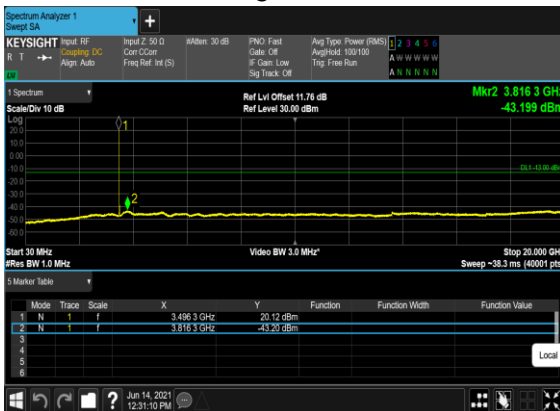 Spectrum Analyzer 1
Swept SA
+
KEYSIGHT Input: RF Input Z: 50 Ω #Atten: 30 dB PNO: Fast Avg Type: Power (RMS) 1 2 3 4 5 6
R T Coupling: DC Corr CCorr Gate: Off Avg|Hold: 100/100 A W W W W W
Align: Auto Freq Ref: Int (S) IF Gain: Low Trig: Free Run
Sig Track: Off A N N N N N
1 Spectrum Ref Lvl Offset 11.76 dB Mkr2 3.816 3 GHz
Scale/Div 10 dB Ref Level 30.00 dBm -43.199 dBm
Log
20.0
10.0
0.00
-10.0
-20.0
-30.0
-40.0
-50.0
-60.0
1
2
DL1 -13.00 dBm
Start 30 MHz Video BW 3.0 MHz* Stop 20.000 GHz
#Res BW 1.0 MHz Sweep ~38.3 ms (40001 pts)
5 Marker Table
Mode Trace Scale X Y Function Function Width Function Value
1 N 1 f 3.496 3 GHz 20.12 dBm
2 N 1 f 3.816 3 GHz -43.20 dBm
3
4
5
6
Local
? Jun 14, 2021
12:31:10 PM